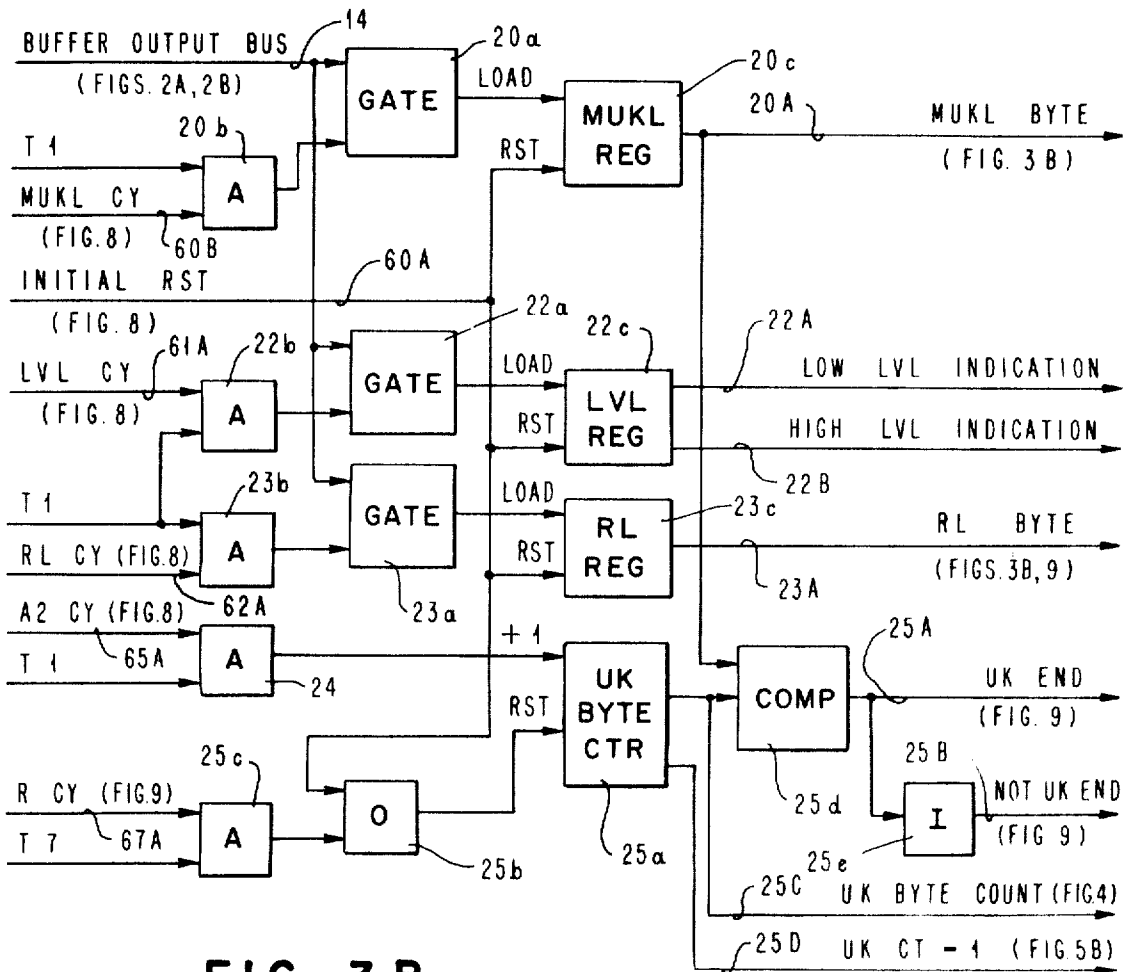 14
BUFFER OUTPUT BUS
(FIGS. 2A, 2B)
20a
GATE
LOAD
20c
MUKL
REG
20A
MUKL BYTE
(FIG. 3B)
20b
T1
A
MUKL CY
(FIG. 8)
60B
RST
INITIAL RST
(FIG. 8)
60A
22a
61A
LVL CY
(FIG. 8)
22b
A
GATE
LOAD
22c
LVL
REG
RST
22A
LOW LVL INDICATION
HIGH LVL INDICATION
22B
T1
23b
A
RL CY (FIG. 8)
62A
GATE
23a
LOAD
RST
RL
REG
23c
RL BYTE
(FIGS. 3B, 9)
23A
A2 CY (FIG. 8)
65A
T1
A
24
+1
RST
UK
BYTE
CTR
25a
COMP
25d
25A
UK END
(FIG. 9)
25B
NOT UK END
(FIG 9)
I
25e
25c
R CY (FIG. 9)
67A
T7
A
O
25b
25C
UK BYTE COUNT (FIG. 4)
25D
UK CT - 1 (FIG. 5B)